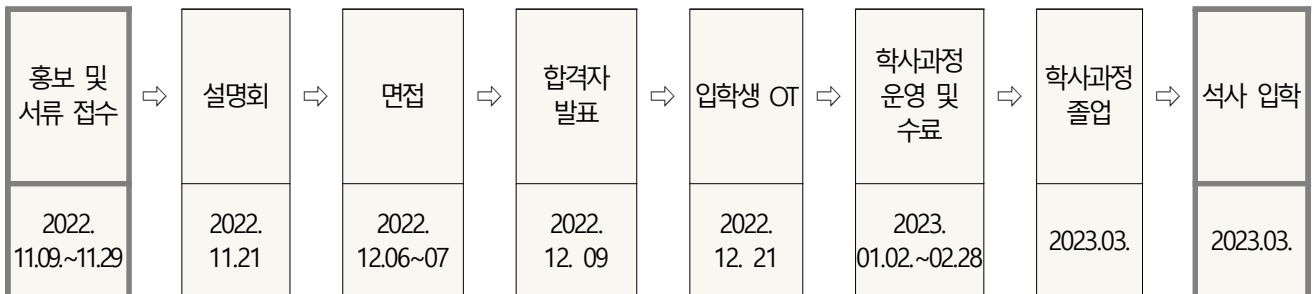 홍보 및
서류 접수
⇨
설명회
⇨
면접
⇨
합격자
발표
⇨
입학생 OT
⇨
학사과정
운영 및
수료
⇨
학사과정
졸업
⇨
석사 입학
2022.
11.09.~11.29
2022.
11.21
2022.
12.06~07
2022.
12. 09
2022.
12. 21
2023.
01.02.~02.28
2023.03.
2023.03.